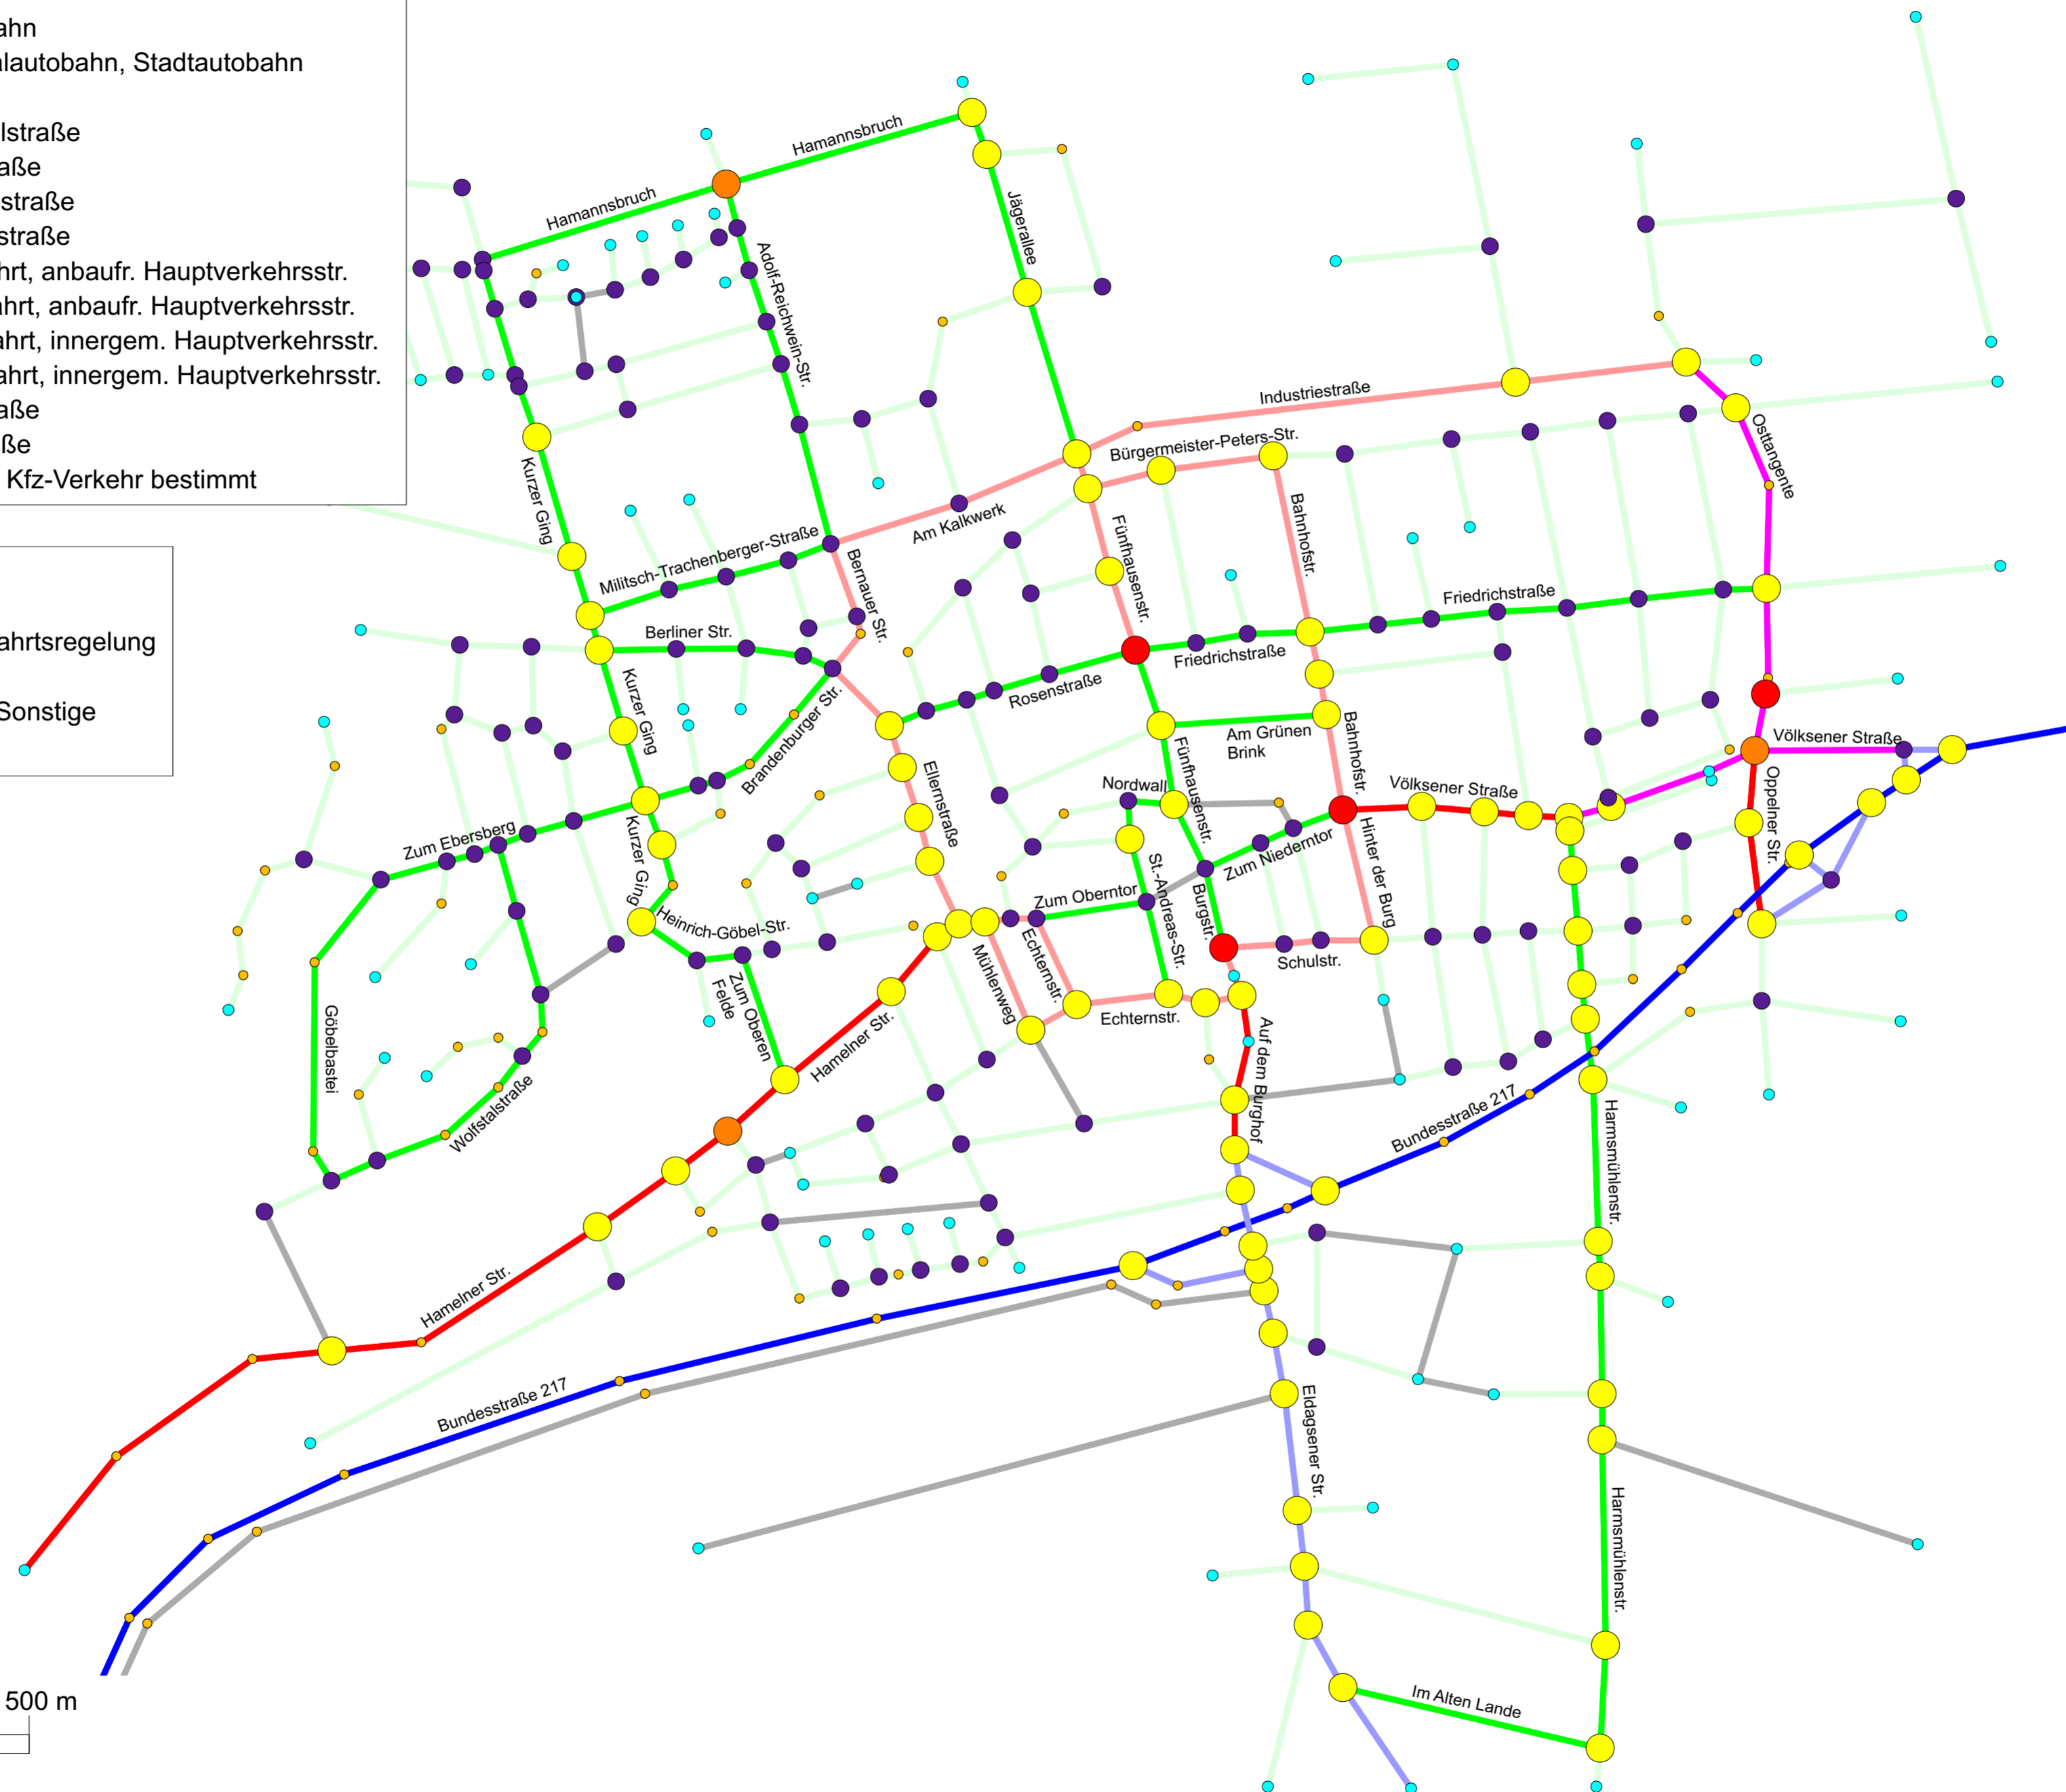 ahn
alautobahn, Stadtautobahn
lstraße
aße
straße
straße
hrt, anbaufr. Hauptverkehrsstr.
ahrt, anbaufr. Hauptverkehrsstr.
ahrt, innergem. Hauptverkehrsstr.
ahrt, innergem. Hauptverkehrsstr.
aße
ße
Kfz-Verkehr bestimmt
ahrtsregelung
Sonstige
500 m
Hamannsbruch
Hamannsbruch
Jägerallee
Adolf-Reichwein-Str.
Industriestraße
Bürgermeister-Peters-Str.
Osttangente
Kurzer Ging
Am Kalkwerk
Militsch-Trachenberger-Straße
Bernauer Str.
Fünfhausenstr.
Bahnhofstr.
Friedrichstraße
Berliner Str.
Friedrichstraße
Kurzer Ging
Rosenstraße
Brandenburger Str.
Am Grünen
Brink
Bahnhofstr.
Völksener Straße
Fünfhausenstr.
Ellernstraße
Nordwall
Völksener Straße
Oppelner Str.
Zum Ebersberg
Kurzer Ging
Zum Niederntor
Hinter der Burg
St.-Andreas-Str.
Zum Oberntor
Burgstr.
Heinrich-Göbel-Str.
Echternstr.
Mühlenweg
Schulstr.
Zum Oberen
Felde
Göbelbastei
Hamelner Str.
Echternstr.
Auf dem Burghof
Wolfstalstraße
Bundesstraße 217
Harmsmühlenstr.
Hamelner Str.
Bundesstraße 217
Eldagsener Str.
Harmsmühlenstr.
Im Alten Lande